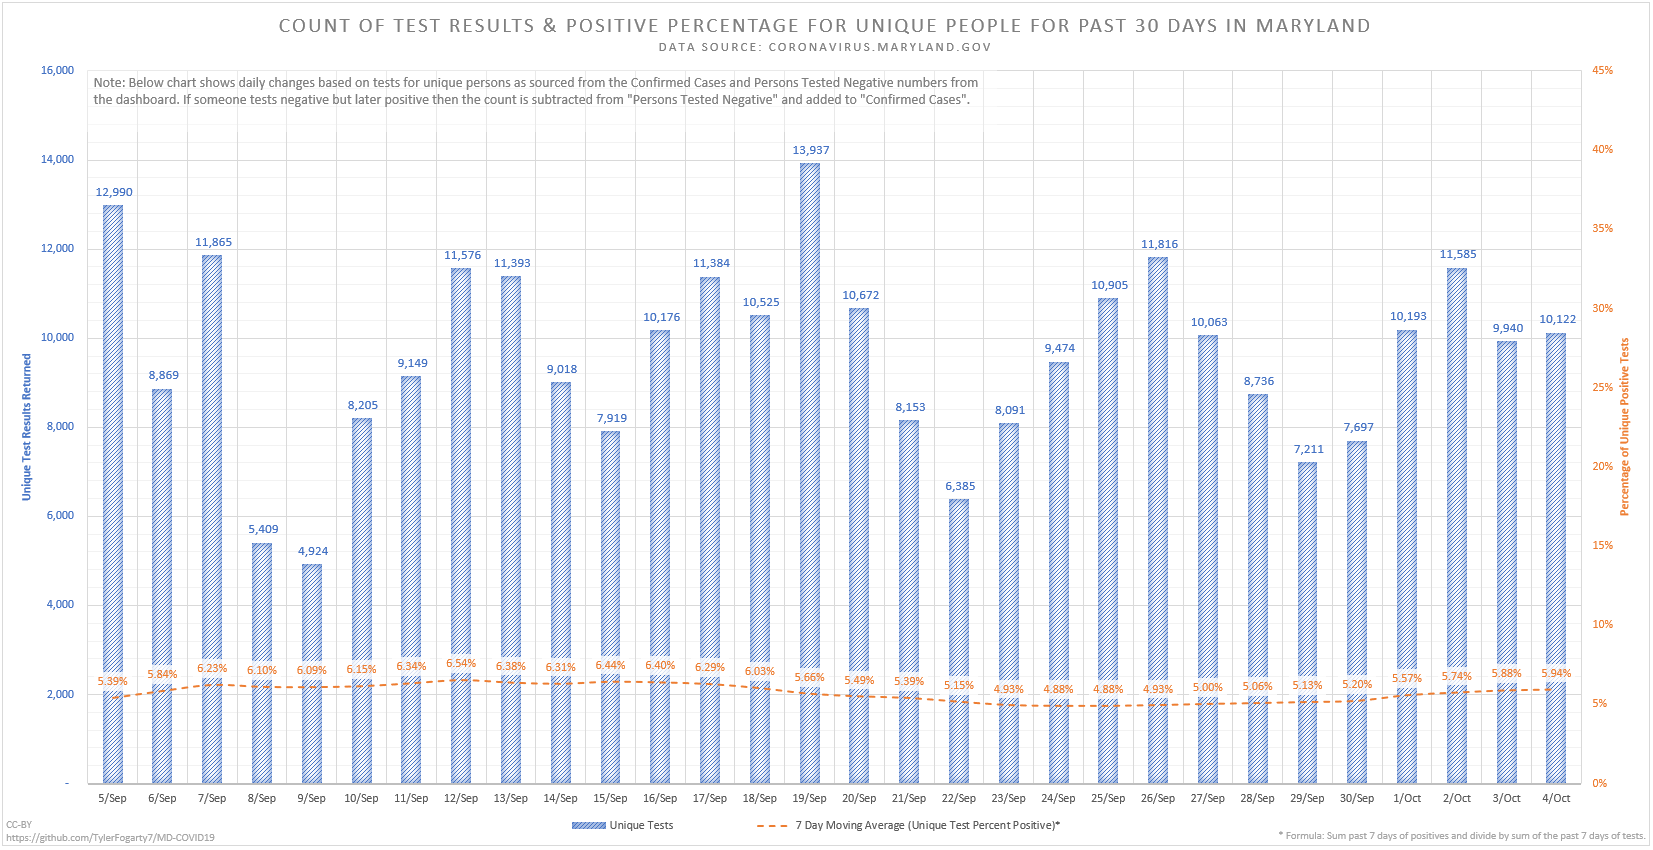 COUNT OF TEST RESULTS & POSITIVE PERCENTAGE FOR UNIQUE PEOPLE FOR PAST 30 DAYS IN MARYLAND
DATA SOURCE: CORONAVIRUS.MARYLAND.GOV
Note: Below chart shows daily changes based on tests for unique persons as sourced from the Confirmed Cases and Persons Tested Negative numbers from
the dashboard. If someone tests negative but later positive then the count is subtracted from "Persons Tested Negative" and added to "Confirmed Cases".
Unique Test Results Returned
16,000
14,000
12,000
10,000
8,000
6,000
4,000
2,000
-
12,990 8,869 11,865 5,409 4,924 8,205 9,149 11,576 11,393 9,018 7,919 10,176 11,384 10,525 13,937 10,672 8,153 6,385 8,091 9,474 10,905 11,816 10,063 8,736 7,211 7,697 10,193 11,585 9,940 10,122
5.39% 5.84% 6.23% 6.10% 6.09% 6.15% 6.34% 6.54% 6.38% 6.31% 6.44% 6.40% 6.29% 6.03% 5.66% 5.49% 5.39% 5.15% 4.93% 4.88% 4.88% 4.93% 5.00% 5.06% 5.13% 5.20% 5.57% 5.74% 5.88% 5.94%
45%
40%
35%
30%
25%
20%
15%
10%
5%
0%
Percentage of Unique Positive Tests
5/Sep 6/Sep 7/Sep 8/Sep 9/Sep 10/Sep 11/Sep 12/Sep 13/Sep 14/Sep 15/Sep 16/Sep 17/Sep 18/Sep 19/Sep 20/Sep 21/Sep 22/Sep 23/Sep 24/Sep 25/Sep 26/Sep 27/Sep 28/Sep 29/Sep 30/Sep 1/Oct 2/Oct 3/Oct 4/Oct
Unique Tests 7 Day Moving Average (Unique Test Percent Positive)*
CC-BY
https://github.com/TylerFogarty7/MD-COVID19
* Formula: Sum past 7 days of positives and divide by sum of the past 7 days of tests.